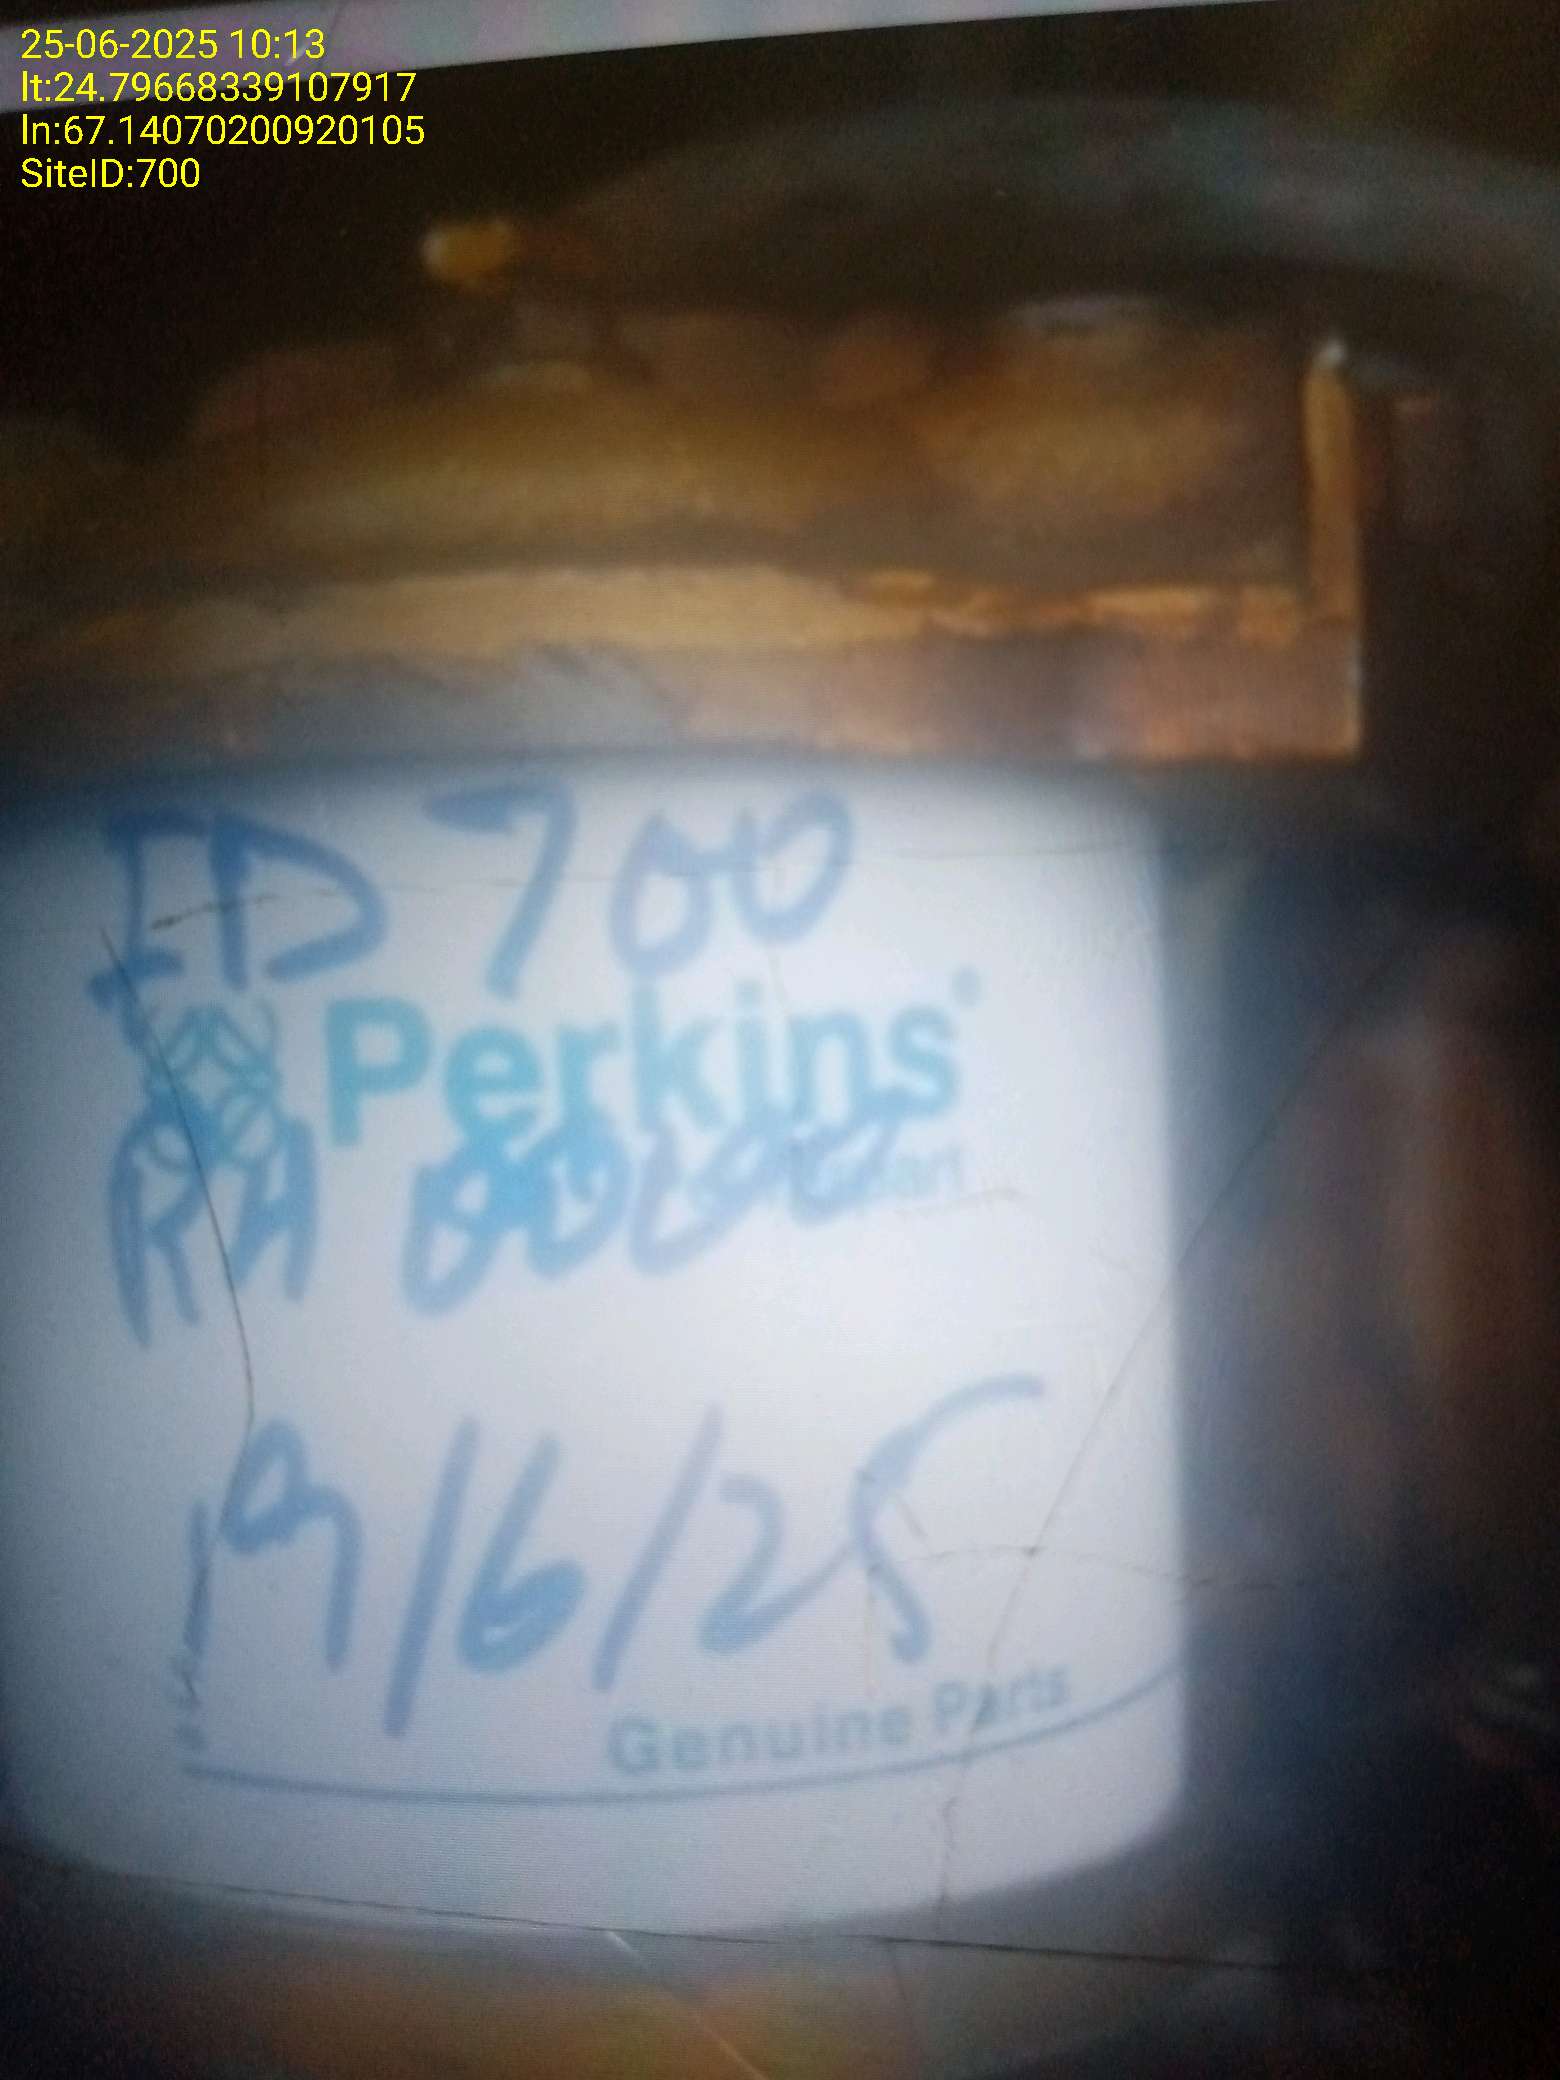 25-06-2025 10:13
lt:24.79668339107917
ln:67.14070200920105
SiteID:700
ID 700
Perkins®
RH
19/6/25
Genuine Parts